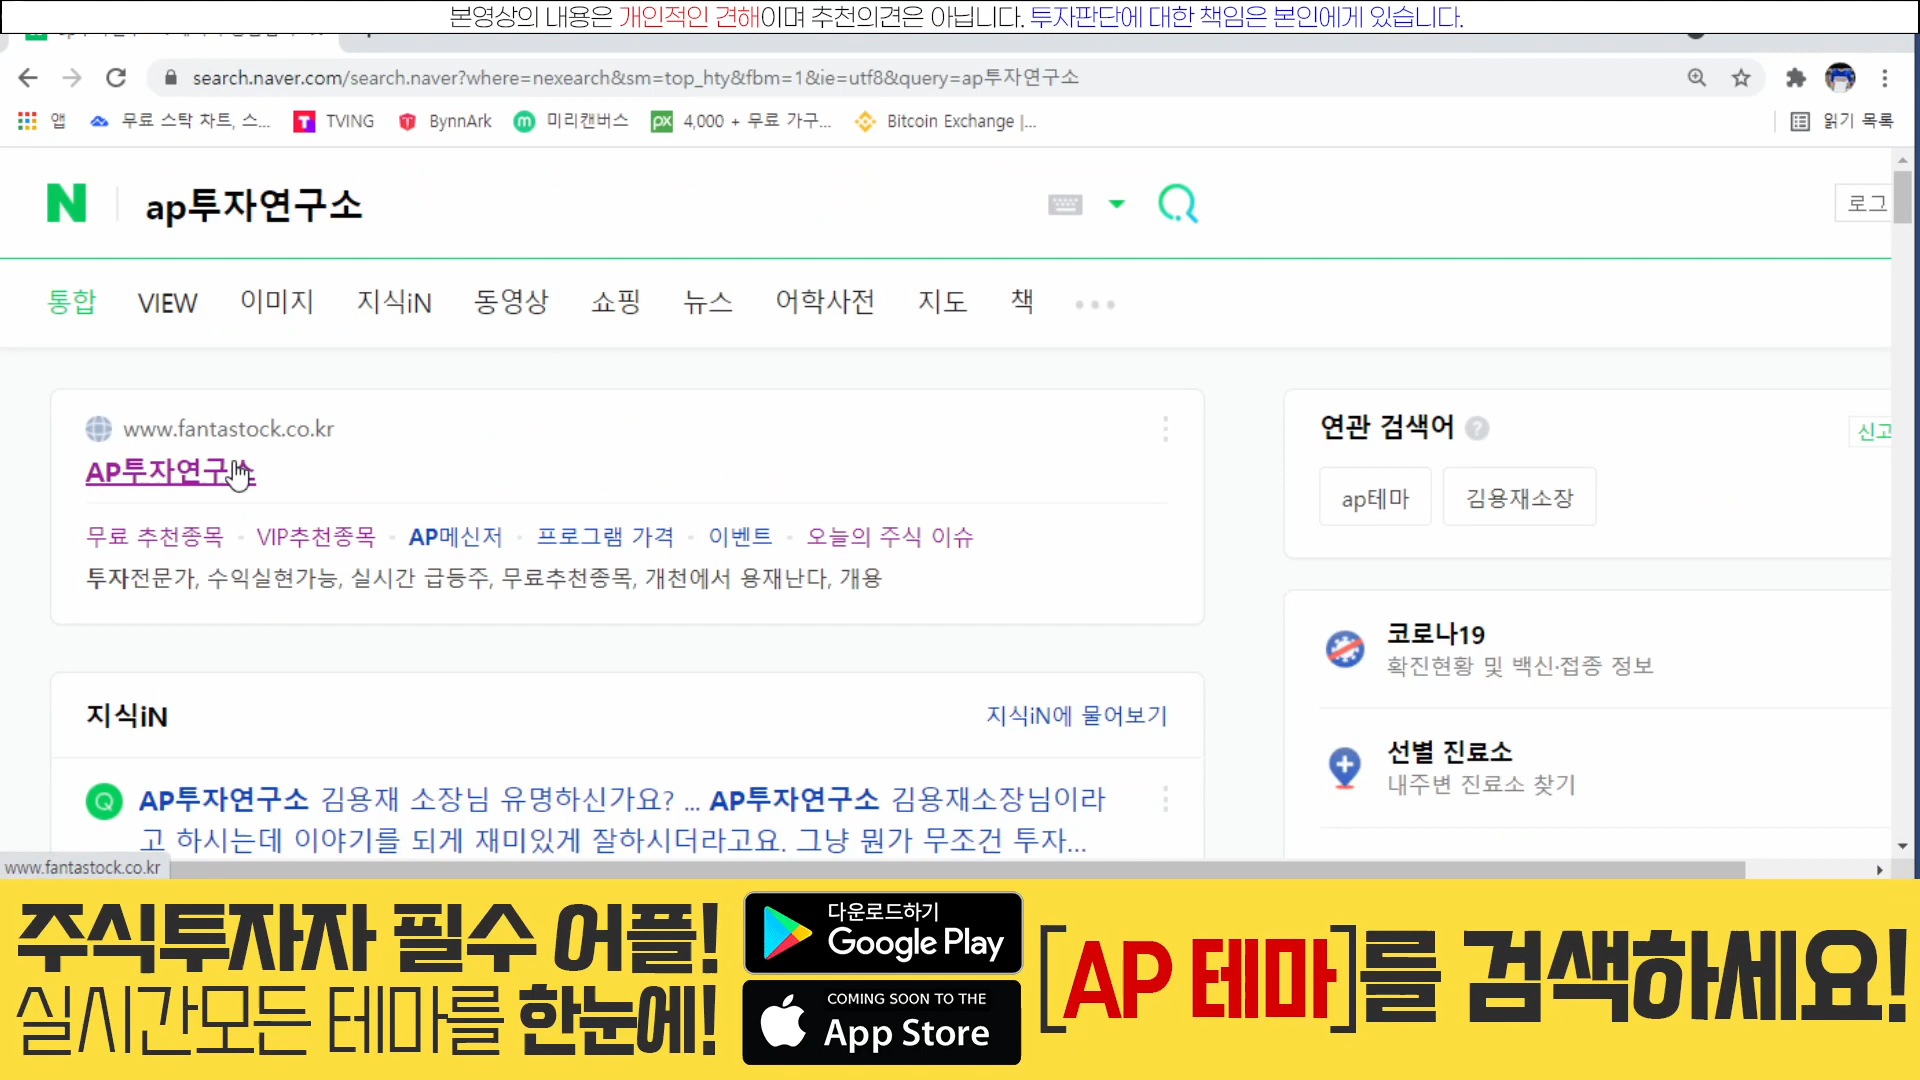 본영상의 내용은 개인적인 견해이며 추천의견은 아닙니다. 투자판단에 대한 책임은 본인에게 있습니다.
search.naver.com/search.naver?where=nexearch&sm=top_hty&fbm=1&ie=utf8&query=ap투자연구소
앱 무료 스탁 차트, 스... TVING BynnArk 미리캔버스 4,000 + 무료 가구... Bitcoin Exchange |... 읽기 목록
N ap투자연구소 로그
통합 VIEW 이미지 지식iN 동영상 쇼핑 뉴스 어학사전 지도 책
www.fantastock.co.kr
AP투자연구소
무료 추천종목 VIP추천종목 AP메신저 프로그램 가격 이벤트 오늘의 주식 이슈
투자전문가, 수익실현가능, 실시간 급등주, 무료추천종목, 개천에서 용재난다, 개용
연관 검색어 ? 신고
ap테마 김용재소장
코로나19
확진현황 및 백신·접종 정보
선별 진료소
내주변 진료소 찾기
지식iN 지식iN에 물어보기
Q AP투자연구소 김용재 소장님 유명하신가요? ... AP투자연구소 김용재소장님이라
고 하시는데 이야기를 되게 재미있게 잘하시더라고요. 그냥 뭔가 무조건 투자...
www.fantastock.co.kr
주식투자자 필수 어플!
실시간모든 테마를 한눈에!
다운로드하기
Google Play
COMING SOON TO THE
App Store
[AP 테마]를 검색하세요!